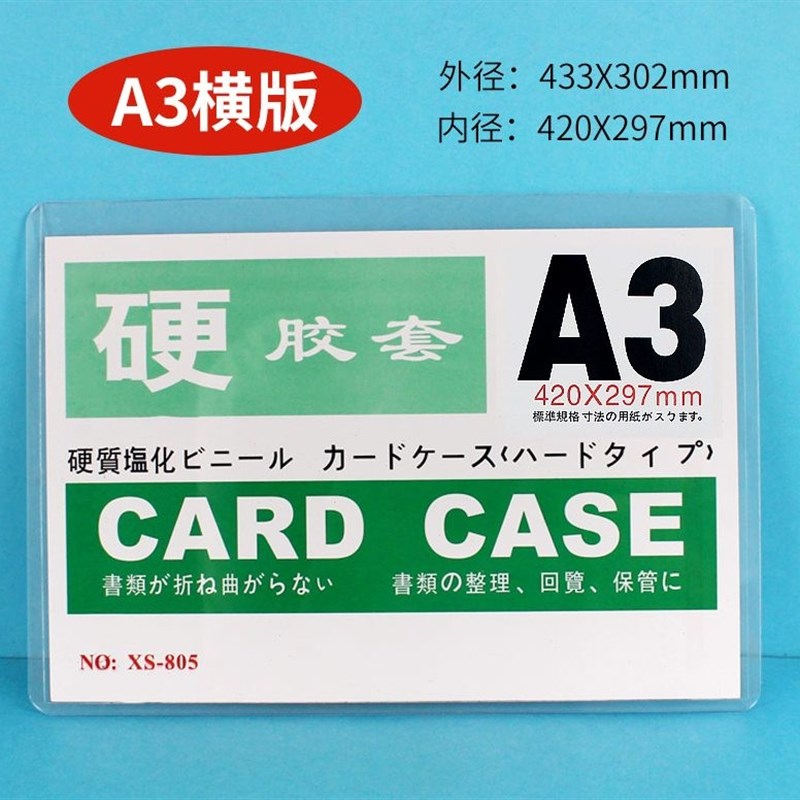 A3横版
外径：433X302mm
内径：420X297mm
硬 胶套
A3
420X297mm
標準規格寸法の用紙がスります。
硬質塩化ビニール カードケース(ハードタイプ)
CARD CASE
書類が折ね曲がらない 書類の整理、回覽、保管に
NO: XS-805